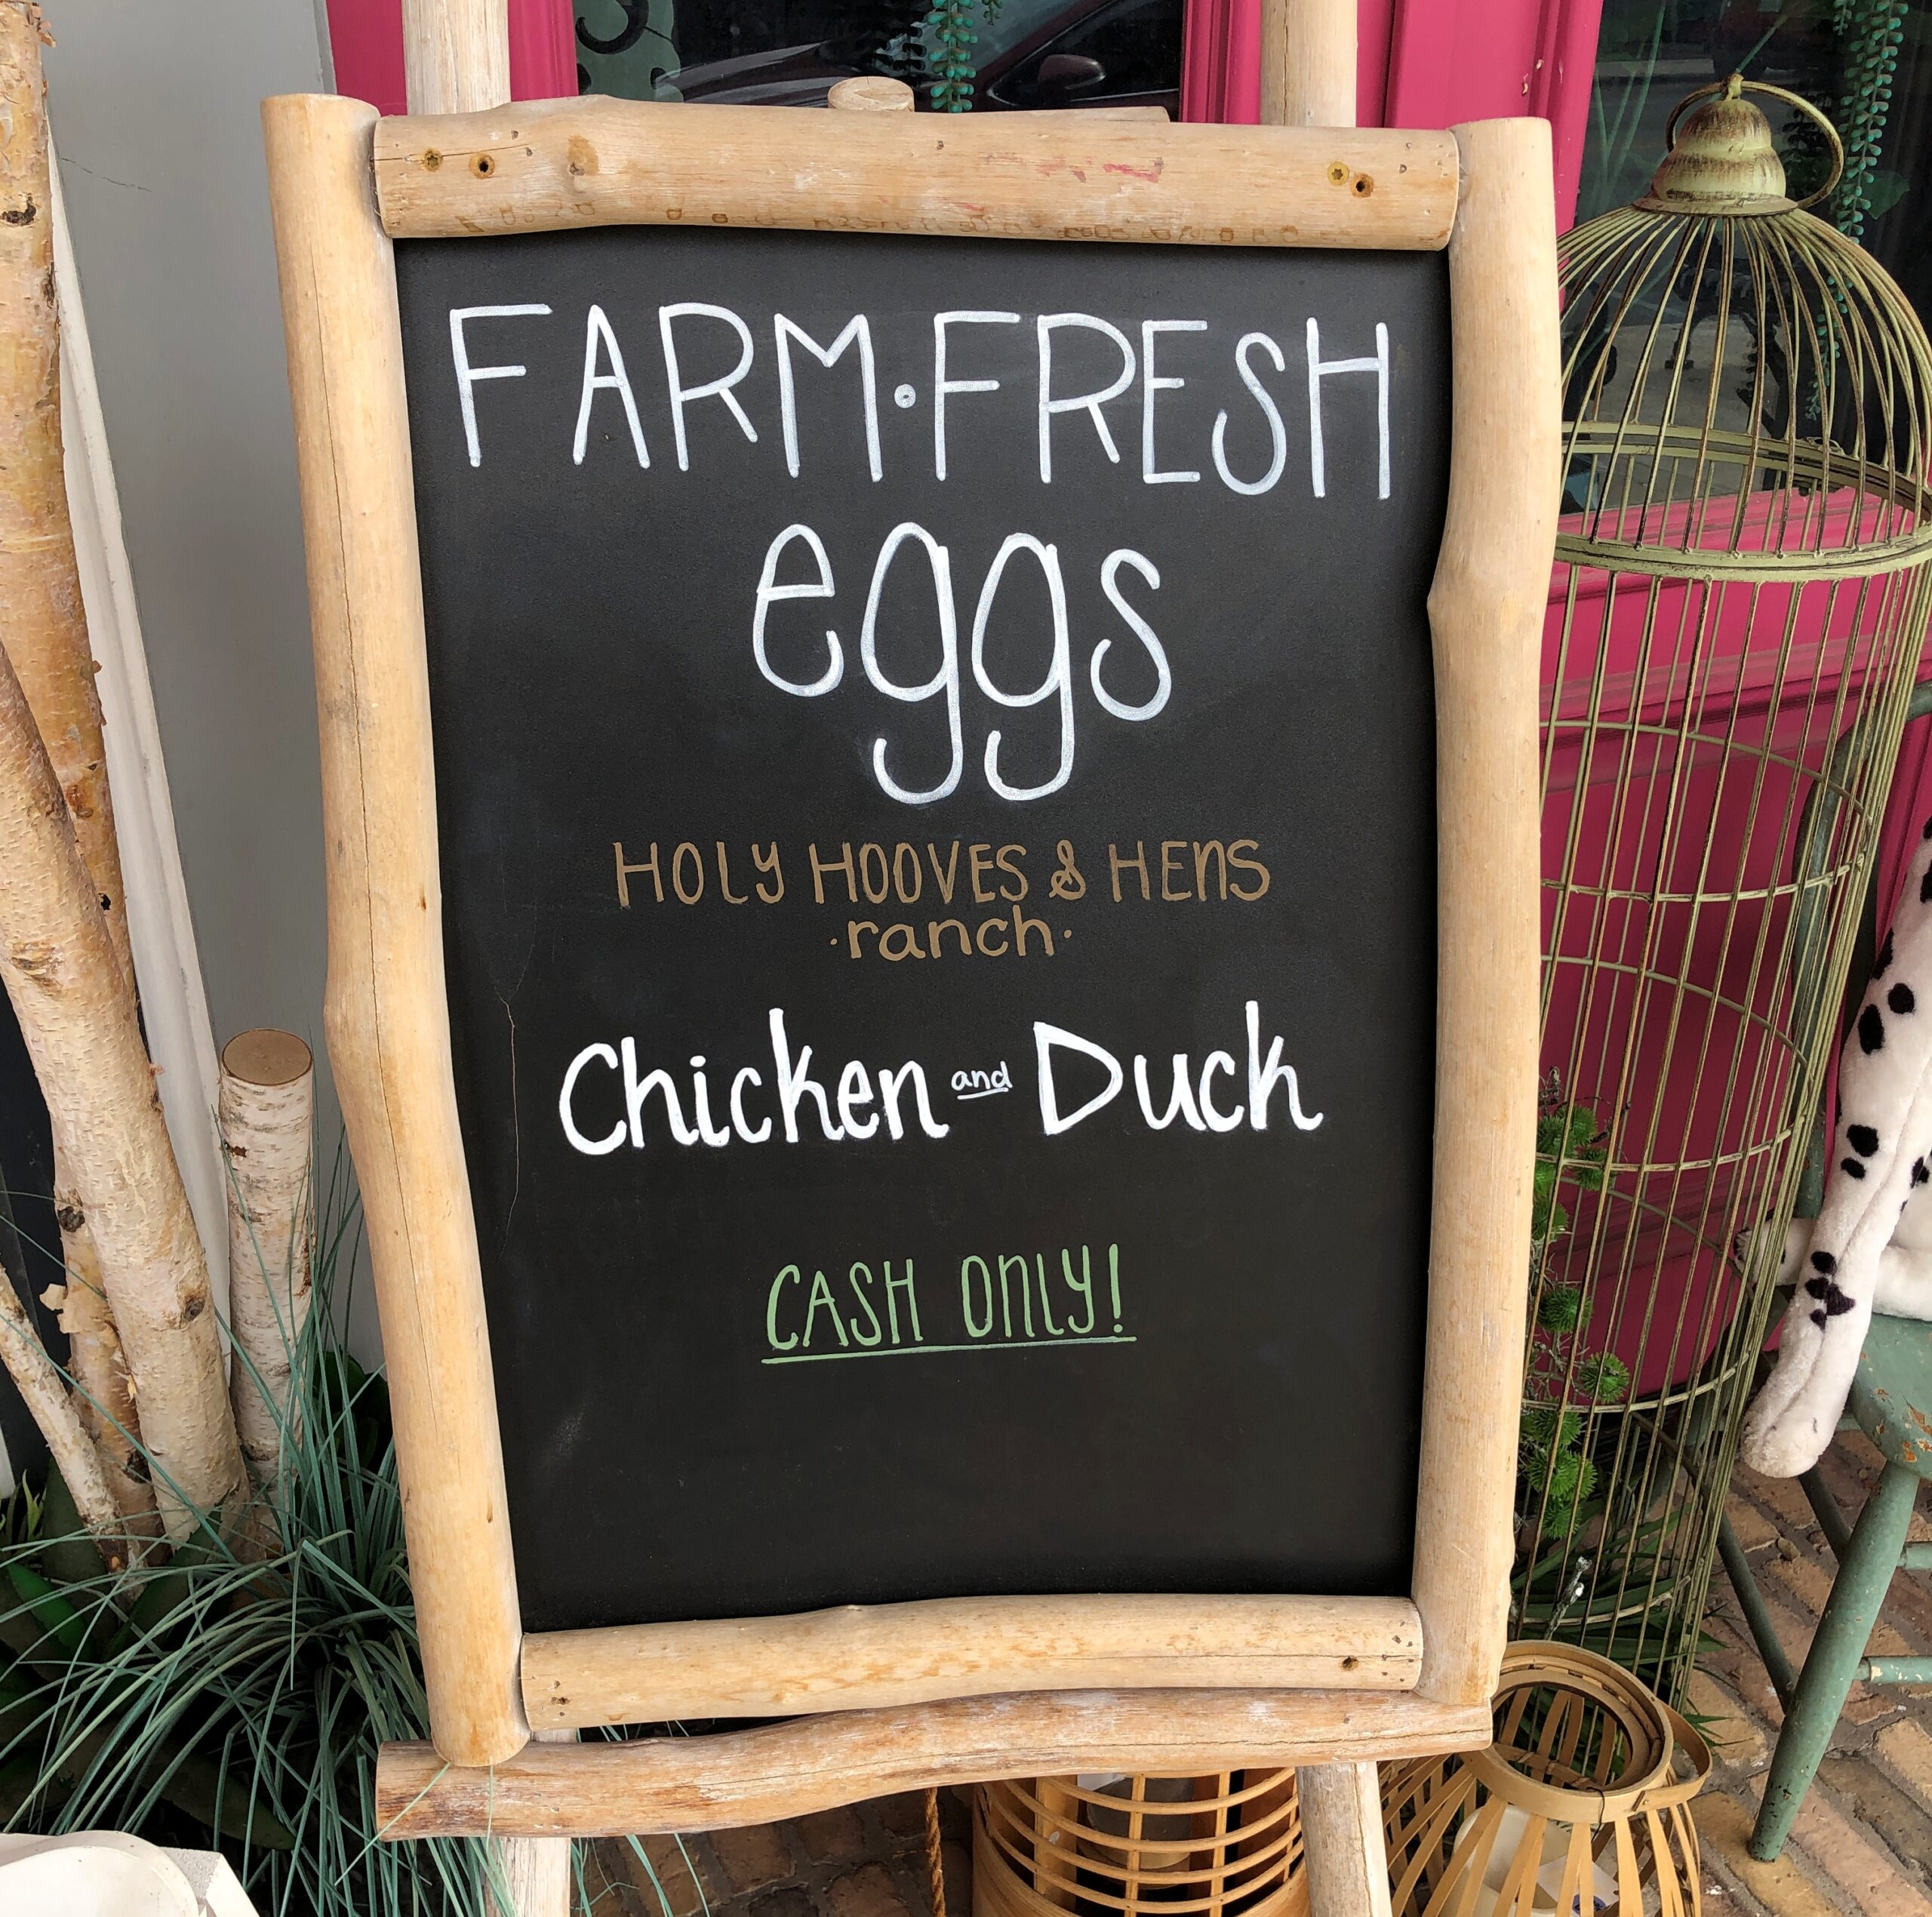 FARM·FRESH
eggs
HOLY HOOVES & HENS
·ranch·
Chicken and Duck
CASH ONLY!